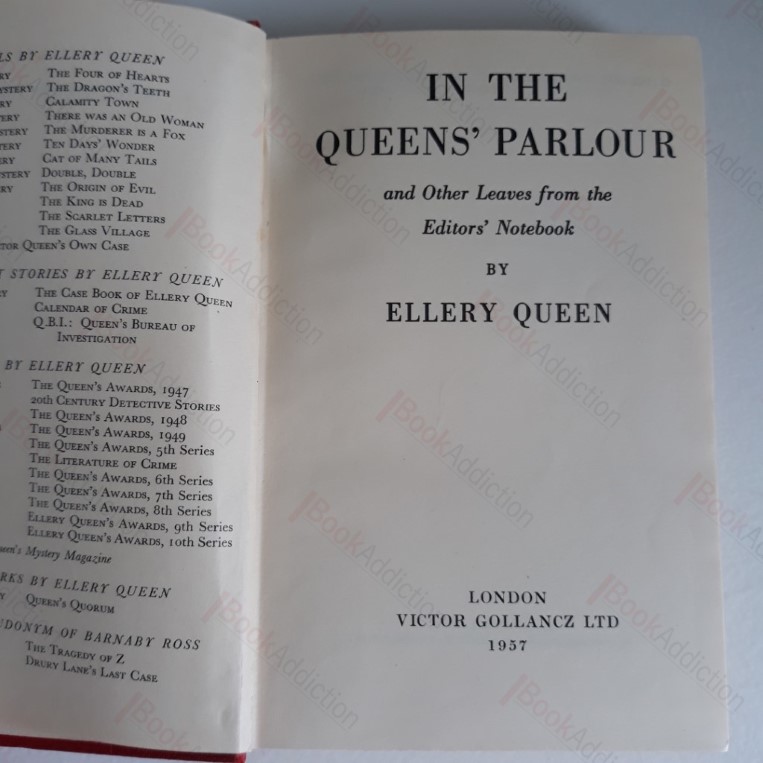 LS BY ELLERY QUEEN
RY THE FOUR OF HEARTS
YSTERY THE DRAGON'S TEETH
RY CALAMITY TOWN
ERY THERE WAS AN OLD WOMAN
STERY THE MURDERER IS A FOX
TERY TEN DAYS' WONDER
ERY CAT OF MANY TAILS
STERY DOUBLE, DOUBLE
RY THE ORIGIN OF EVIL
THE KING IS DEAD
THE SCARLET LETTERS
THE GLASS VILLAGE
TOR QUEEN'S OWN CASE
T STORIES BY ELLERY QUEEN
RY THE CASE BOOK OF ELLERY QUEEN
CALENDAR OF CRIME
Q.B.I.: QUEEN'S BUREAU OF
INVESTIGATION
BY ELLERY QUEEN
THE QUEEN'S AWARDS, 1947
20TH CENTURY DETECTIVE STORIES
THE QUEEN'S AWARDS, 1948
THE QUEEN'S AWARDS, 1949
THE QUEEN'S AWARDS, 5th Series
THE LITERATURE OF CRIME
THE QUEEN'S AWARDS, 6th Series
THE QUEEN'S AWARDS, 7th Series
THE QUEEN'S AWARDS, 8th Series
ELLERY QUEEN'S AWARDS, 9th Series
ELLERY QUEEN'S AWARDS, 10th Series
ueen's Mystery Magazine
RKS BY ELLERY QUEEN
Y QUEEN'S QUORUM
UDONYM OF BARNABY ROSS
THE TRAGEDY OF Z
DRURY LANE'S LAST CASE
IN THE
QUEENS' PARLOUR
and Other Leaves from the
Editors' Notebook
BY
ELLERY QUEEN
LONDON
VICTOR GOLLANCZ LTD
1957
BookAddiction